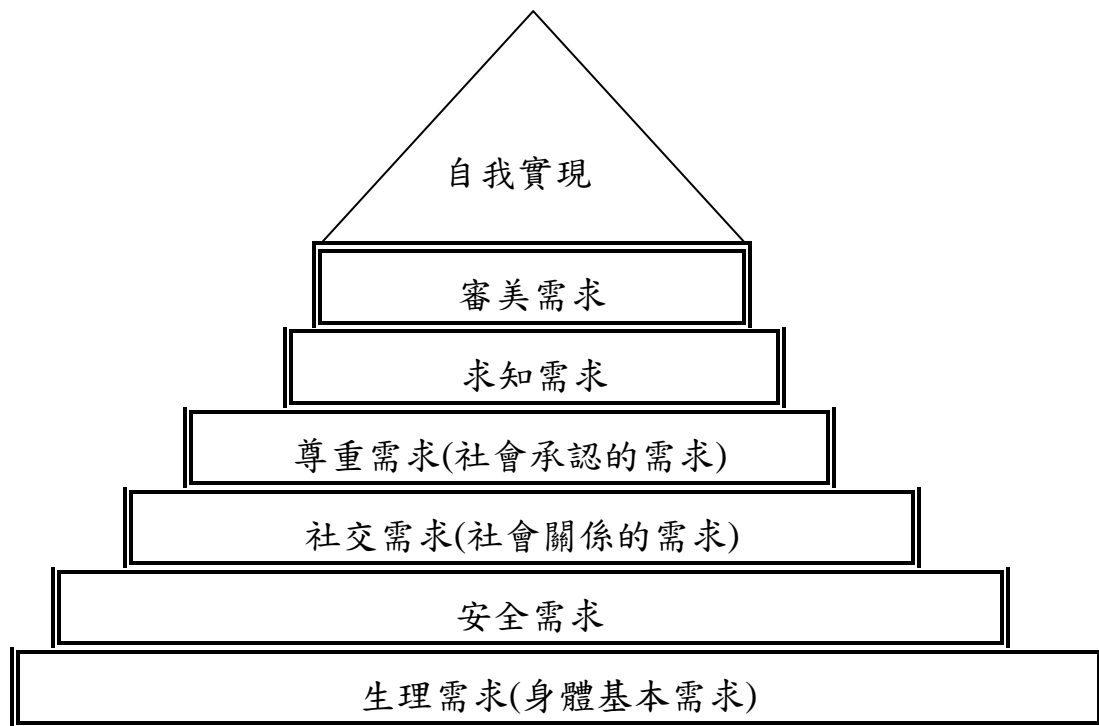 自我實現
審美需求
求知需求
尊重需求(社會承認的需求)
社交需求(社會關係的需求)
安全需求
生理需求(身體基本需求)